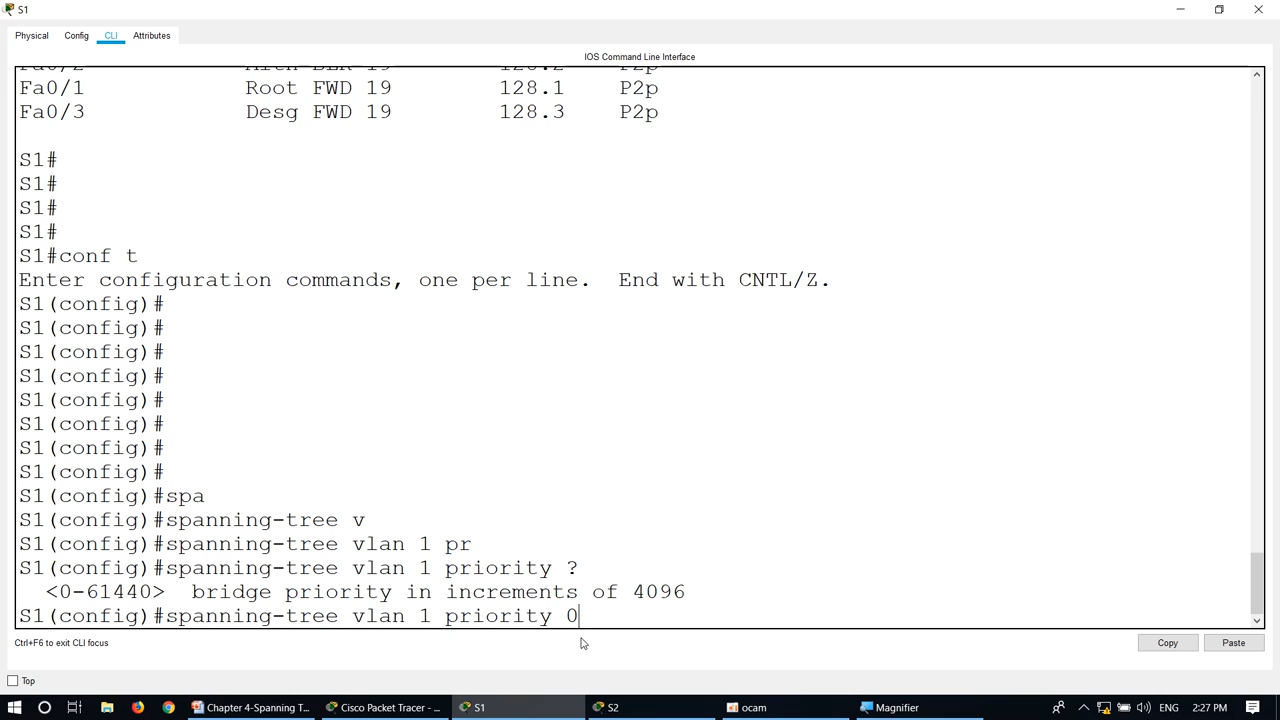 S1
Physical Config CLI Attributes
IOS Command Line Interface
Fa0/1 Root FWD 19 128.1 P2p
Fa0/3 Desg FWD 19 128.3 P2p
S1#
S1#
S1#
S1#
S1#conf t
Enter configuration commands, one per line. End with CNTL/Z.
S1(config)#
S1(config)#
S1(config)#
S1(config)#
S1(config)#
S1(config)#
S1(config)#
S1(config)#
S1(config)#spa
S1(config)#spanning-tree v
S1(config)#spanning-tree vlan 1 pr
S1(config)#spanning-tree vlan 1 priority ?
<0-61440> bridge priority in increments of 4096
S1(config)#spanning-tree vlan 1 priority 0
Ctrl+F6 to exit CLI focus
Copy Paste
Top
Chapter 4-Spanning T... Cisco Packet Tracer - ... S1 S2 ocam Magnifier ENG 2:27 PM